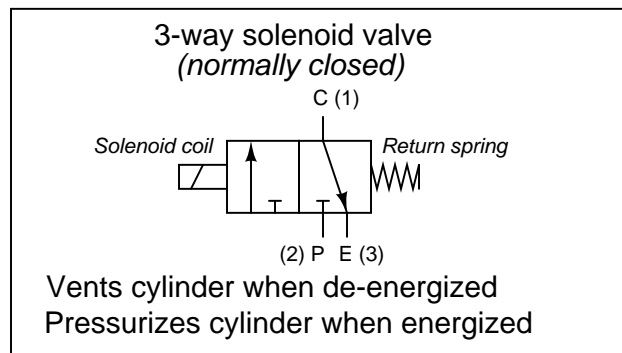 3-way solenoid valve
(normally closed)
C (1)
Solenoid coil
Return spring
(2) P E (3)
Vents cylinder when de-energized
Pressurizes cylinder when energized